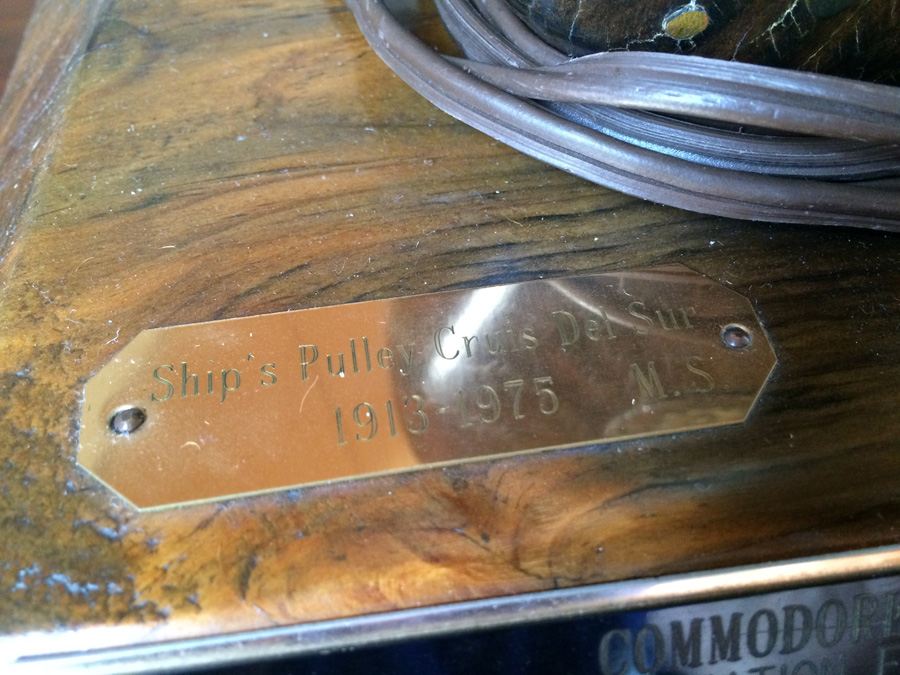 Ship's Pulley Cruis Del Sur
1913-1975 M.S.
COMMODORE